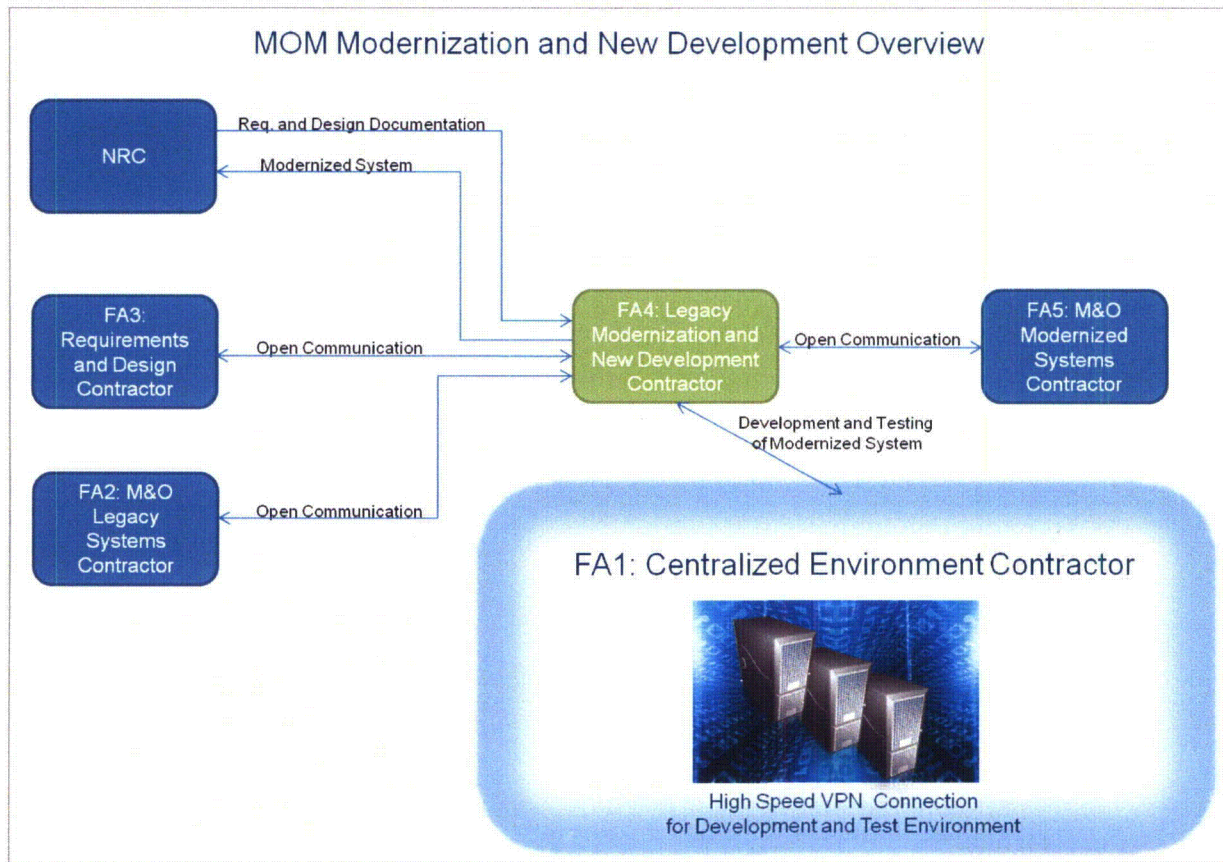 MOM Modernization and New Development Overview
NRC
Req. and Design Documentation
Modernized System
FA3:
Requirements
and Design
Contractor
Open Communication
FA4: Legacy
Modernization and
New Development
Contractor
Open Communication
FA5: M&O
Modernized
Systems
Contractor
Development and Testing
of Modernized System
FA2: M&O
Legacy
Systems
Contractor
Open Communication
FA1: Centralized Environment Contractor
High Speed VPN Connection
for Development and Test Environment